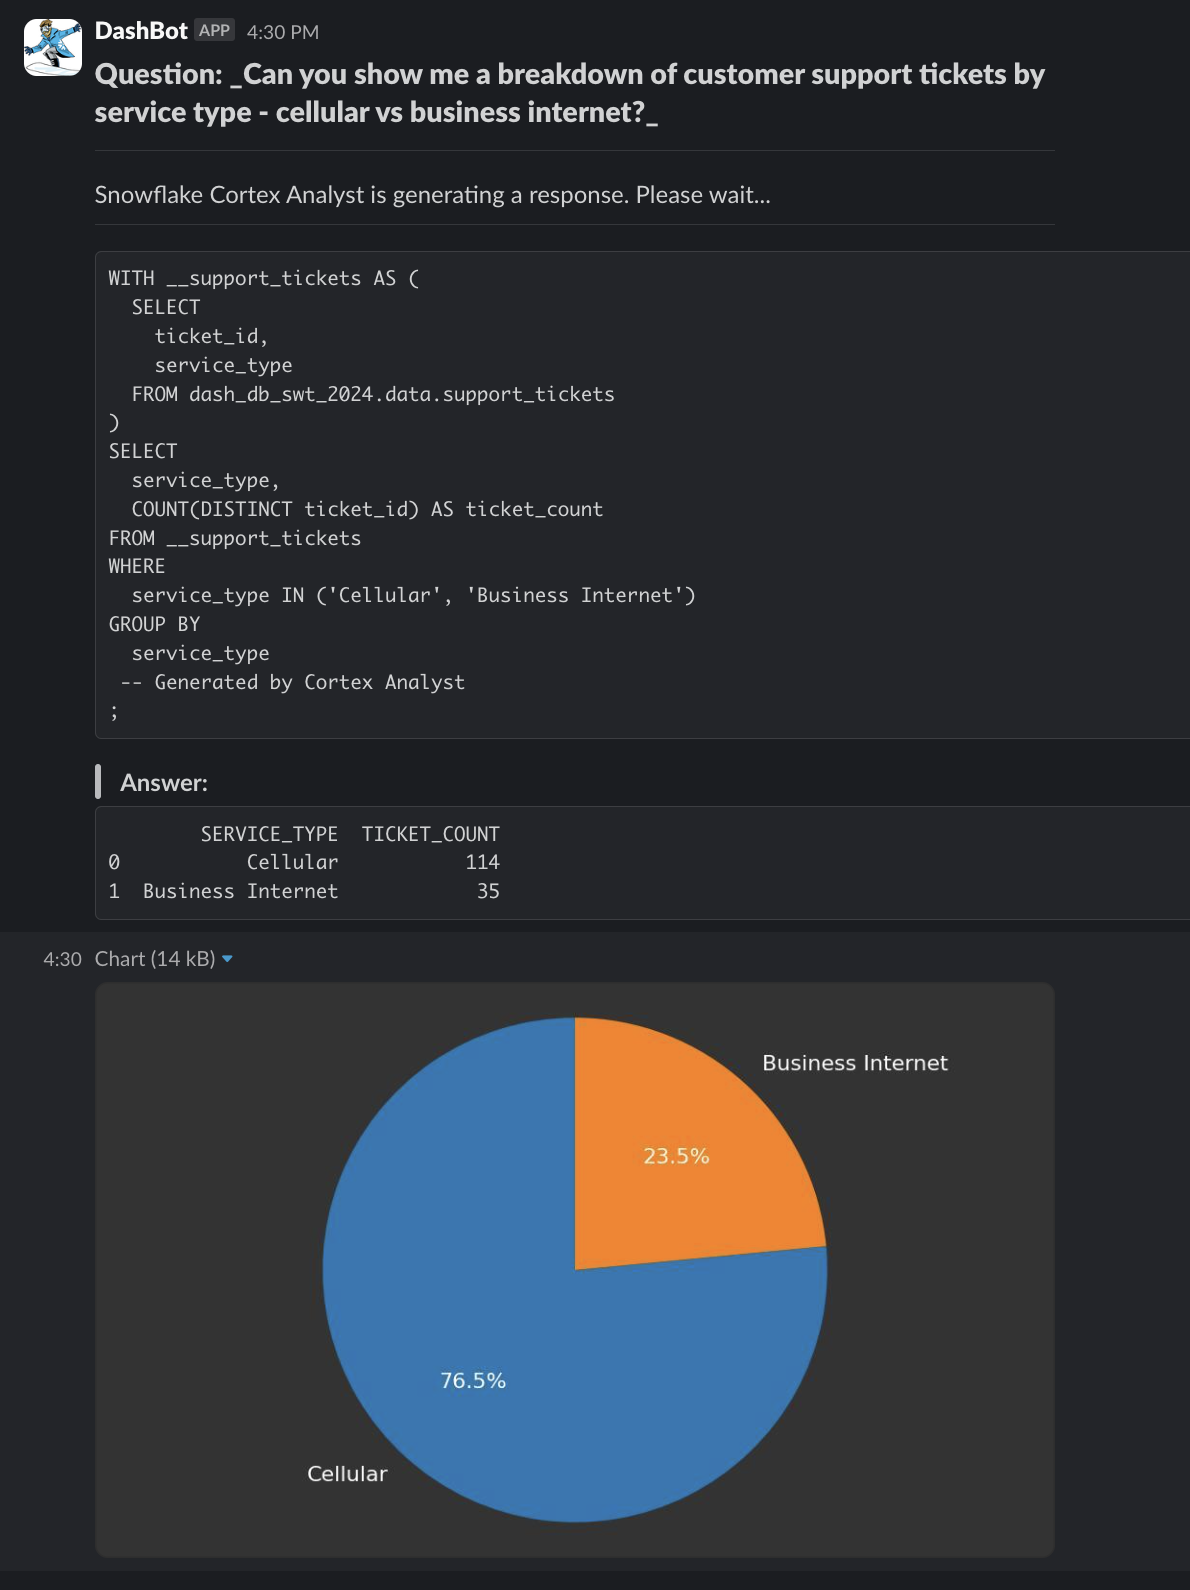 DashBot APP 4:30 PM
Question: _Can you show me a breakdown of customer support tickets by
service type - cellular vs business internet?_
Snowflake Cortex Analyst is generating a response. Please wait...
WITH __support_tickets AS (
  SELECT
    ticket_id,
    service_type
  FROM dash_db_swt_2024.data.support_tickets
)
SELECT
  service_type,
  COUNT(DISTINCT ticket_id) AS ticket_count
FROM __support_tickets
WHERE
  service_type IN ('Cellular', 'Business Internet')
GROUP BY
  service_type
 -- Generated by Cortex Analyst
;
Answer:
        SERVICE_TYPE  TICKET_COUNT
0           Cellular           114
1  Business Internet            35
4:30 Chart (14 kB)
Business Internet
23.5%
76.5%
Cellular